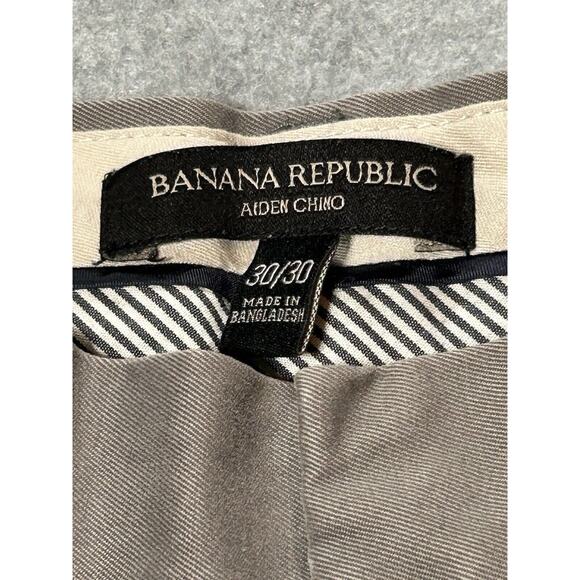 BANANA REPUBLIC
AIDEN CHINO
30/30
MADE IN
BANGLADESH